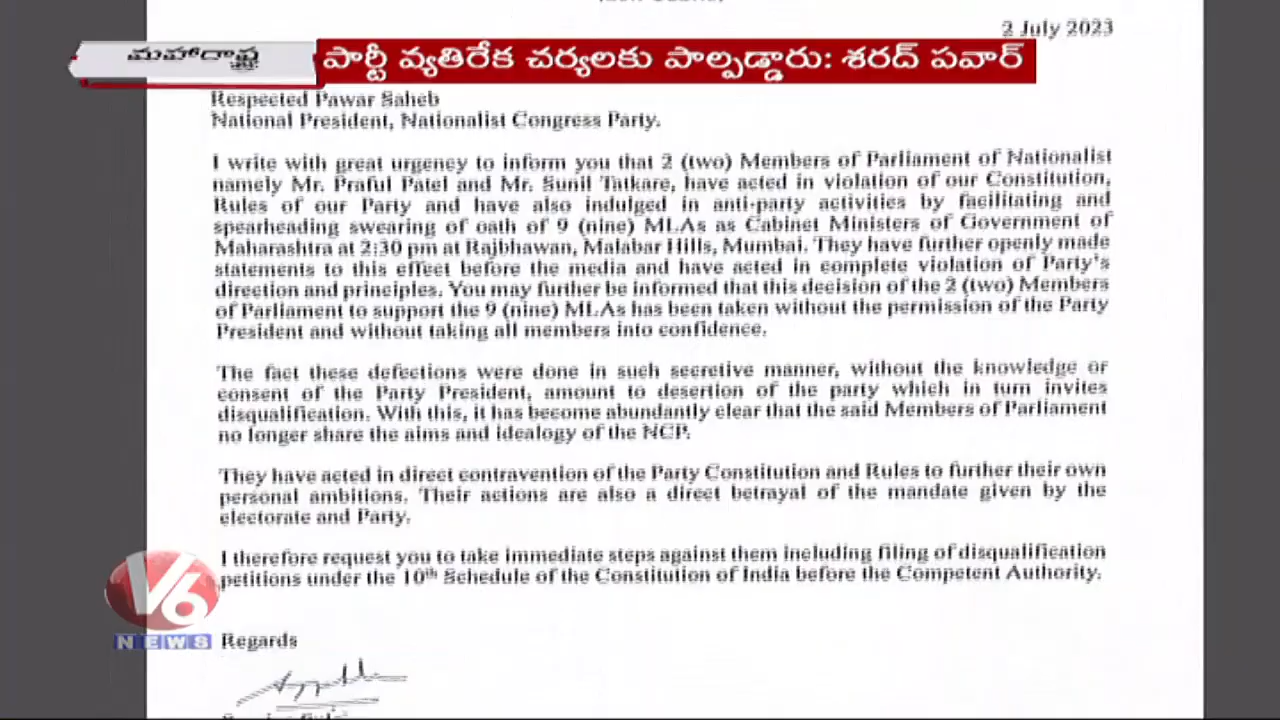 2 July 2023
మహారాష్ట్ర
పార్టీ వ్యతిరేక చర్యలకు పాల్పడ్డారు: శరద్ పవార్
Respected Pawar Saheb
National President, Nationalist Congress Party.
I write with great urgency to inform you that 2 (two) Members of Parliament of Nationalist
namely Mr. Praful Patel and Mr. Sunil Tatkare, have acted in violation of our Constitution,
Rules of our Party and have also indulged in anti-party activities by facilitating and
spearheading swearing of oath of 9 (nine) MLAs as Cabinet Ministers of Government of
Maharashtra at 2:30 pm at Rajbhawan, Malabar Hills, Mumbai. They have further openly made
statements to this effect before the media and have acted in complete violation of Party's
direction and principles. You may further be informed that this decision of the 2 (two) Members
of Parliament to support the 9 (nine) MLAs has been taken without the permission of the Party
President and without taking all members into confidence.
The fact these defections were done in such secretive manner, without the knowledge or
consent of the Party President, amount to desertion of the party which in turn invites
disqualification. With this, it has become abundantly clear that the said Members of Parliament
no longer share the aims and idealogy of the NCP.
They have acted in direct contravention of the Party Constitution and Rules to further their own
personal ambitions. Their actions are also a direct betrayal of the mandate given by the
electorate and Party.
I therefore request you to take immediate steps against them including filing of disqualification
petitions under the 10th Schedule of the Constitution of India before the Competent Authority.
V6
NEWS
Regards